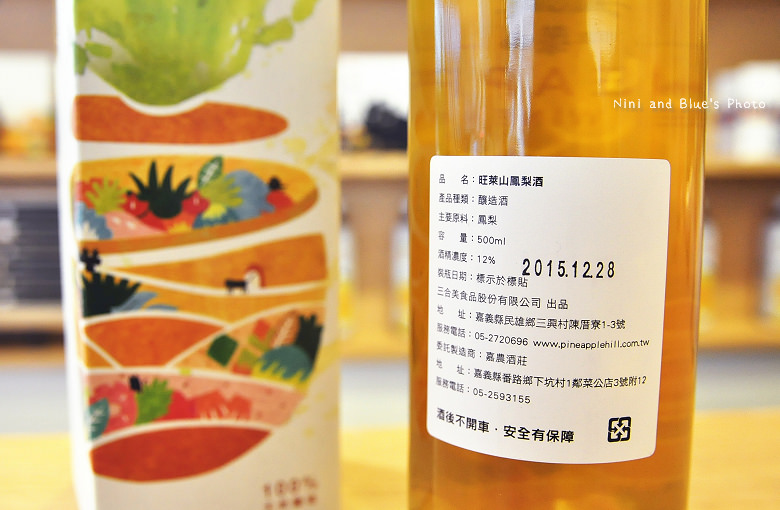 Nini and Blue's Photo
品　　名：旺萊山鳳梨酒
產品種類：釀造酒
主要原料：鳳梨
容　　量：500ml
酒精濃度：12%
2015.12.28
裝瓶日期：標示於標貼
三合美食品股份有限公司 出品
地　　址：嘉義縣民雄鄉三興村陳厝寮1-3號
服務電話：05-2720696 www.pineapplehill.com.tw
委託製造商：嘉農酒莊
地　　址：嘉義縣番路鄉下坑村1鄰菜公店3號附12
服務電話：05-2593155
酒後不開車‧安全有保障
100%